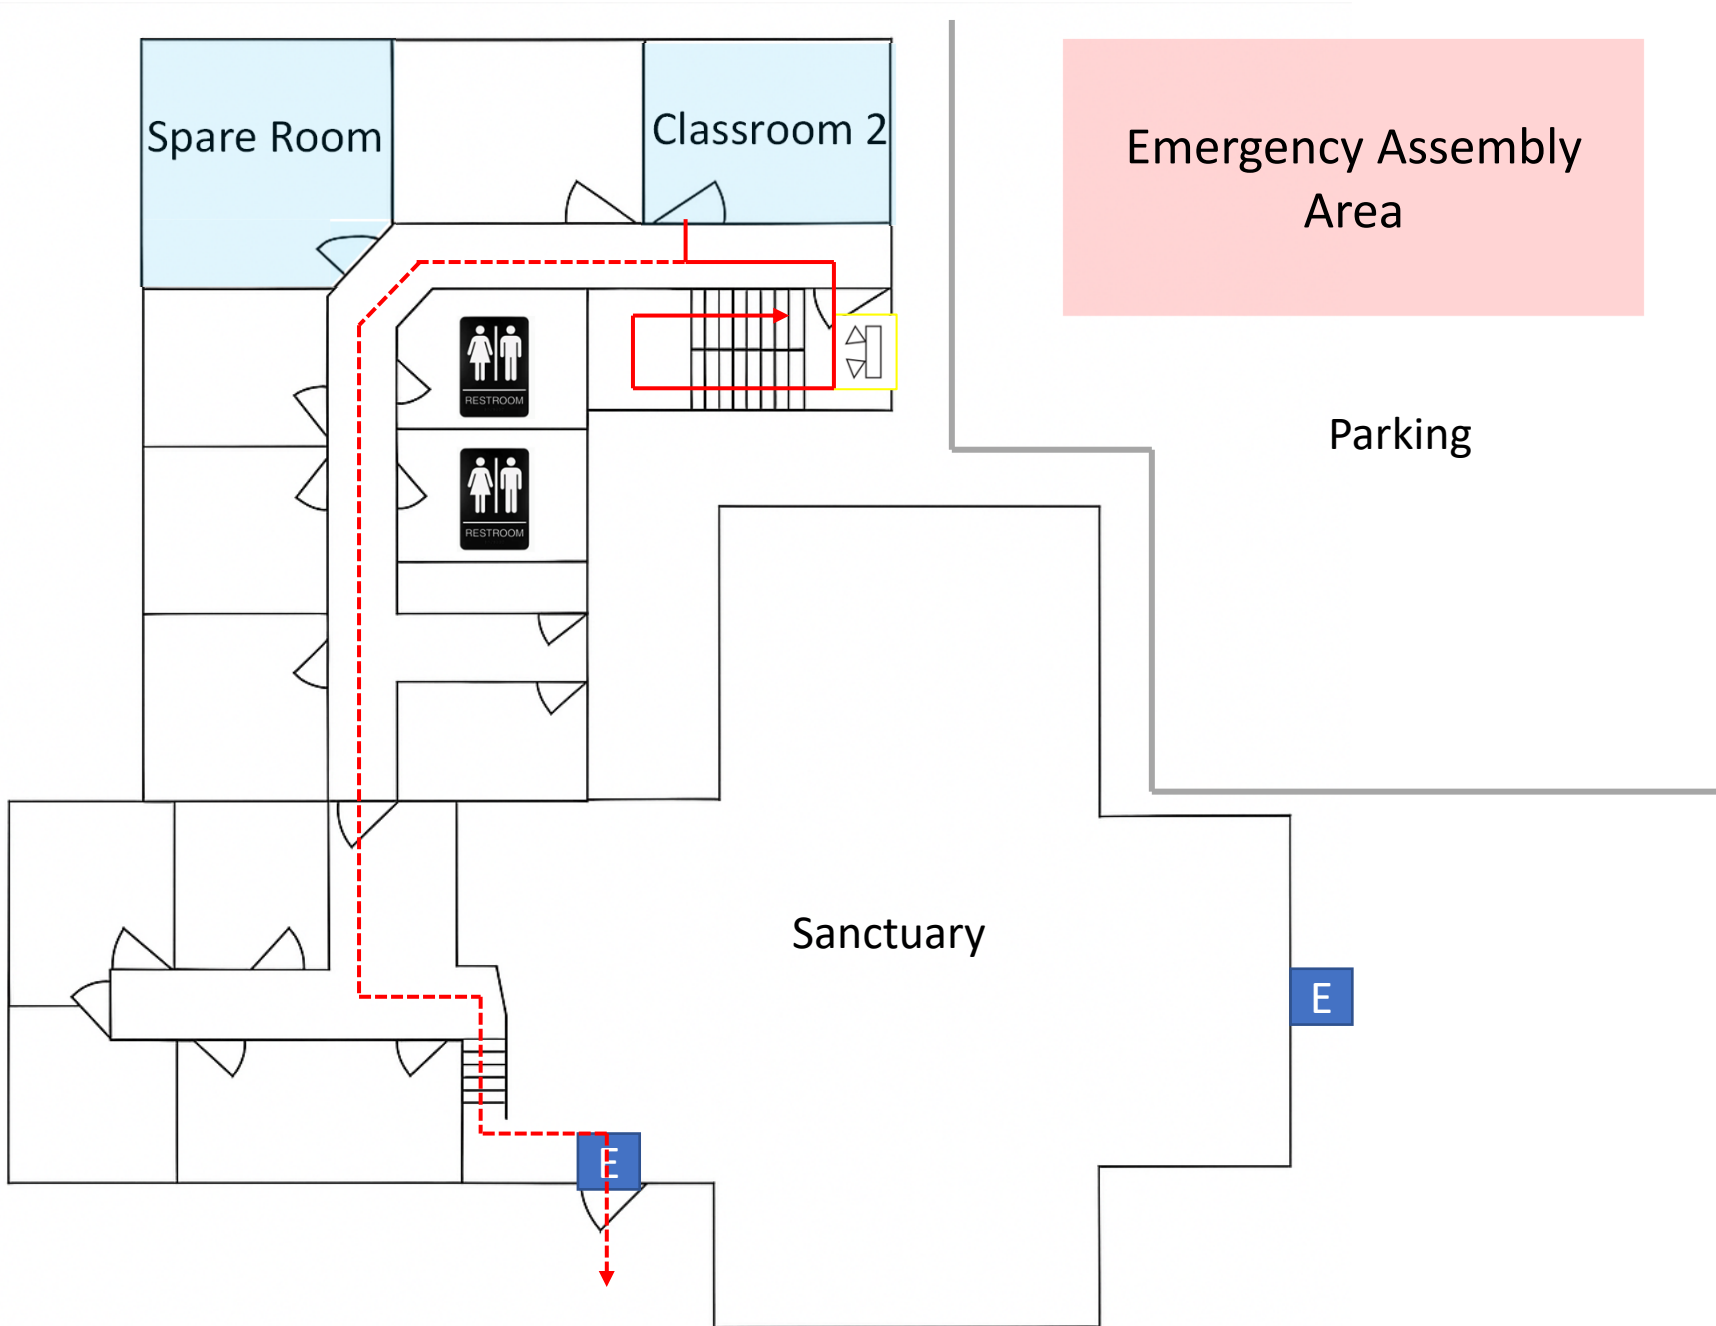 Spare Room
Classroom 2
Emergency Assembly
Area
RESTROOM
Parking
RESTROOM
Sanctuary
E
E